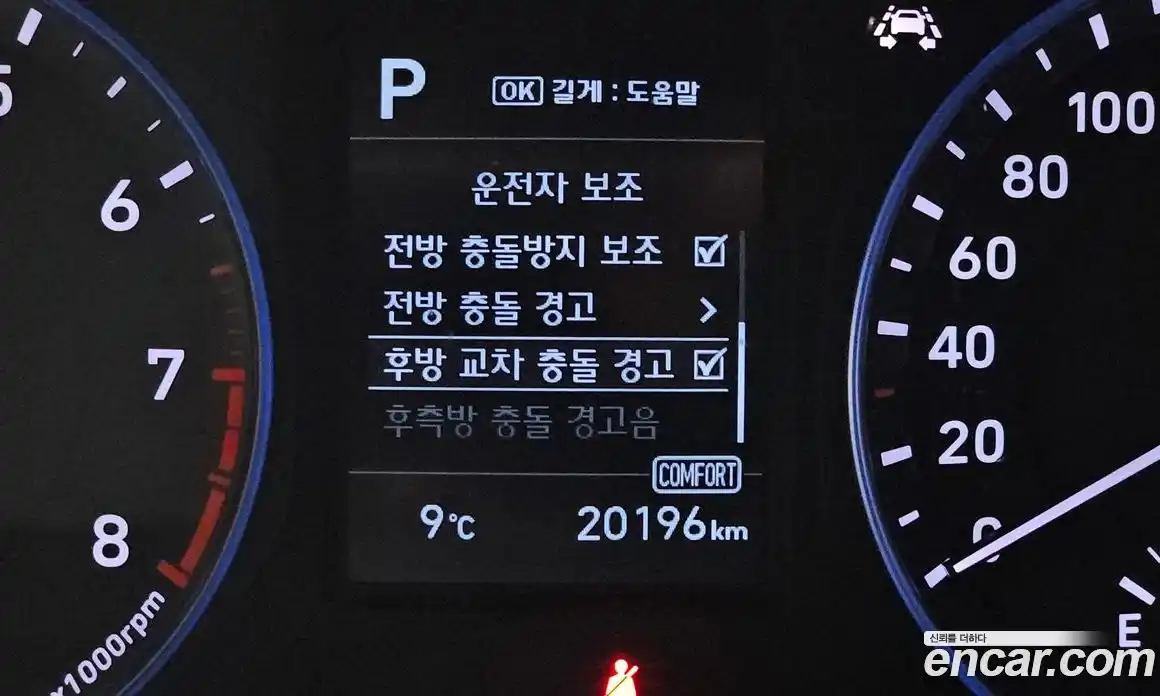 P
OK 길게 : 도움말
운전자 보조
전방 충돌방지 보조
전방 충돌 경고 >
후방 교차 충돌 경고
후측방 충돌 경고음
COMFORT
9°C 20196km
5
6
7
8
x1000rpm
100
80
60
40
20
0
E
신뢰를 더하다
encar.com